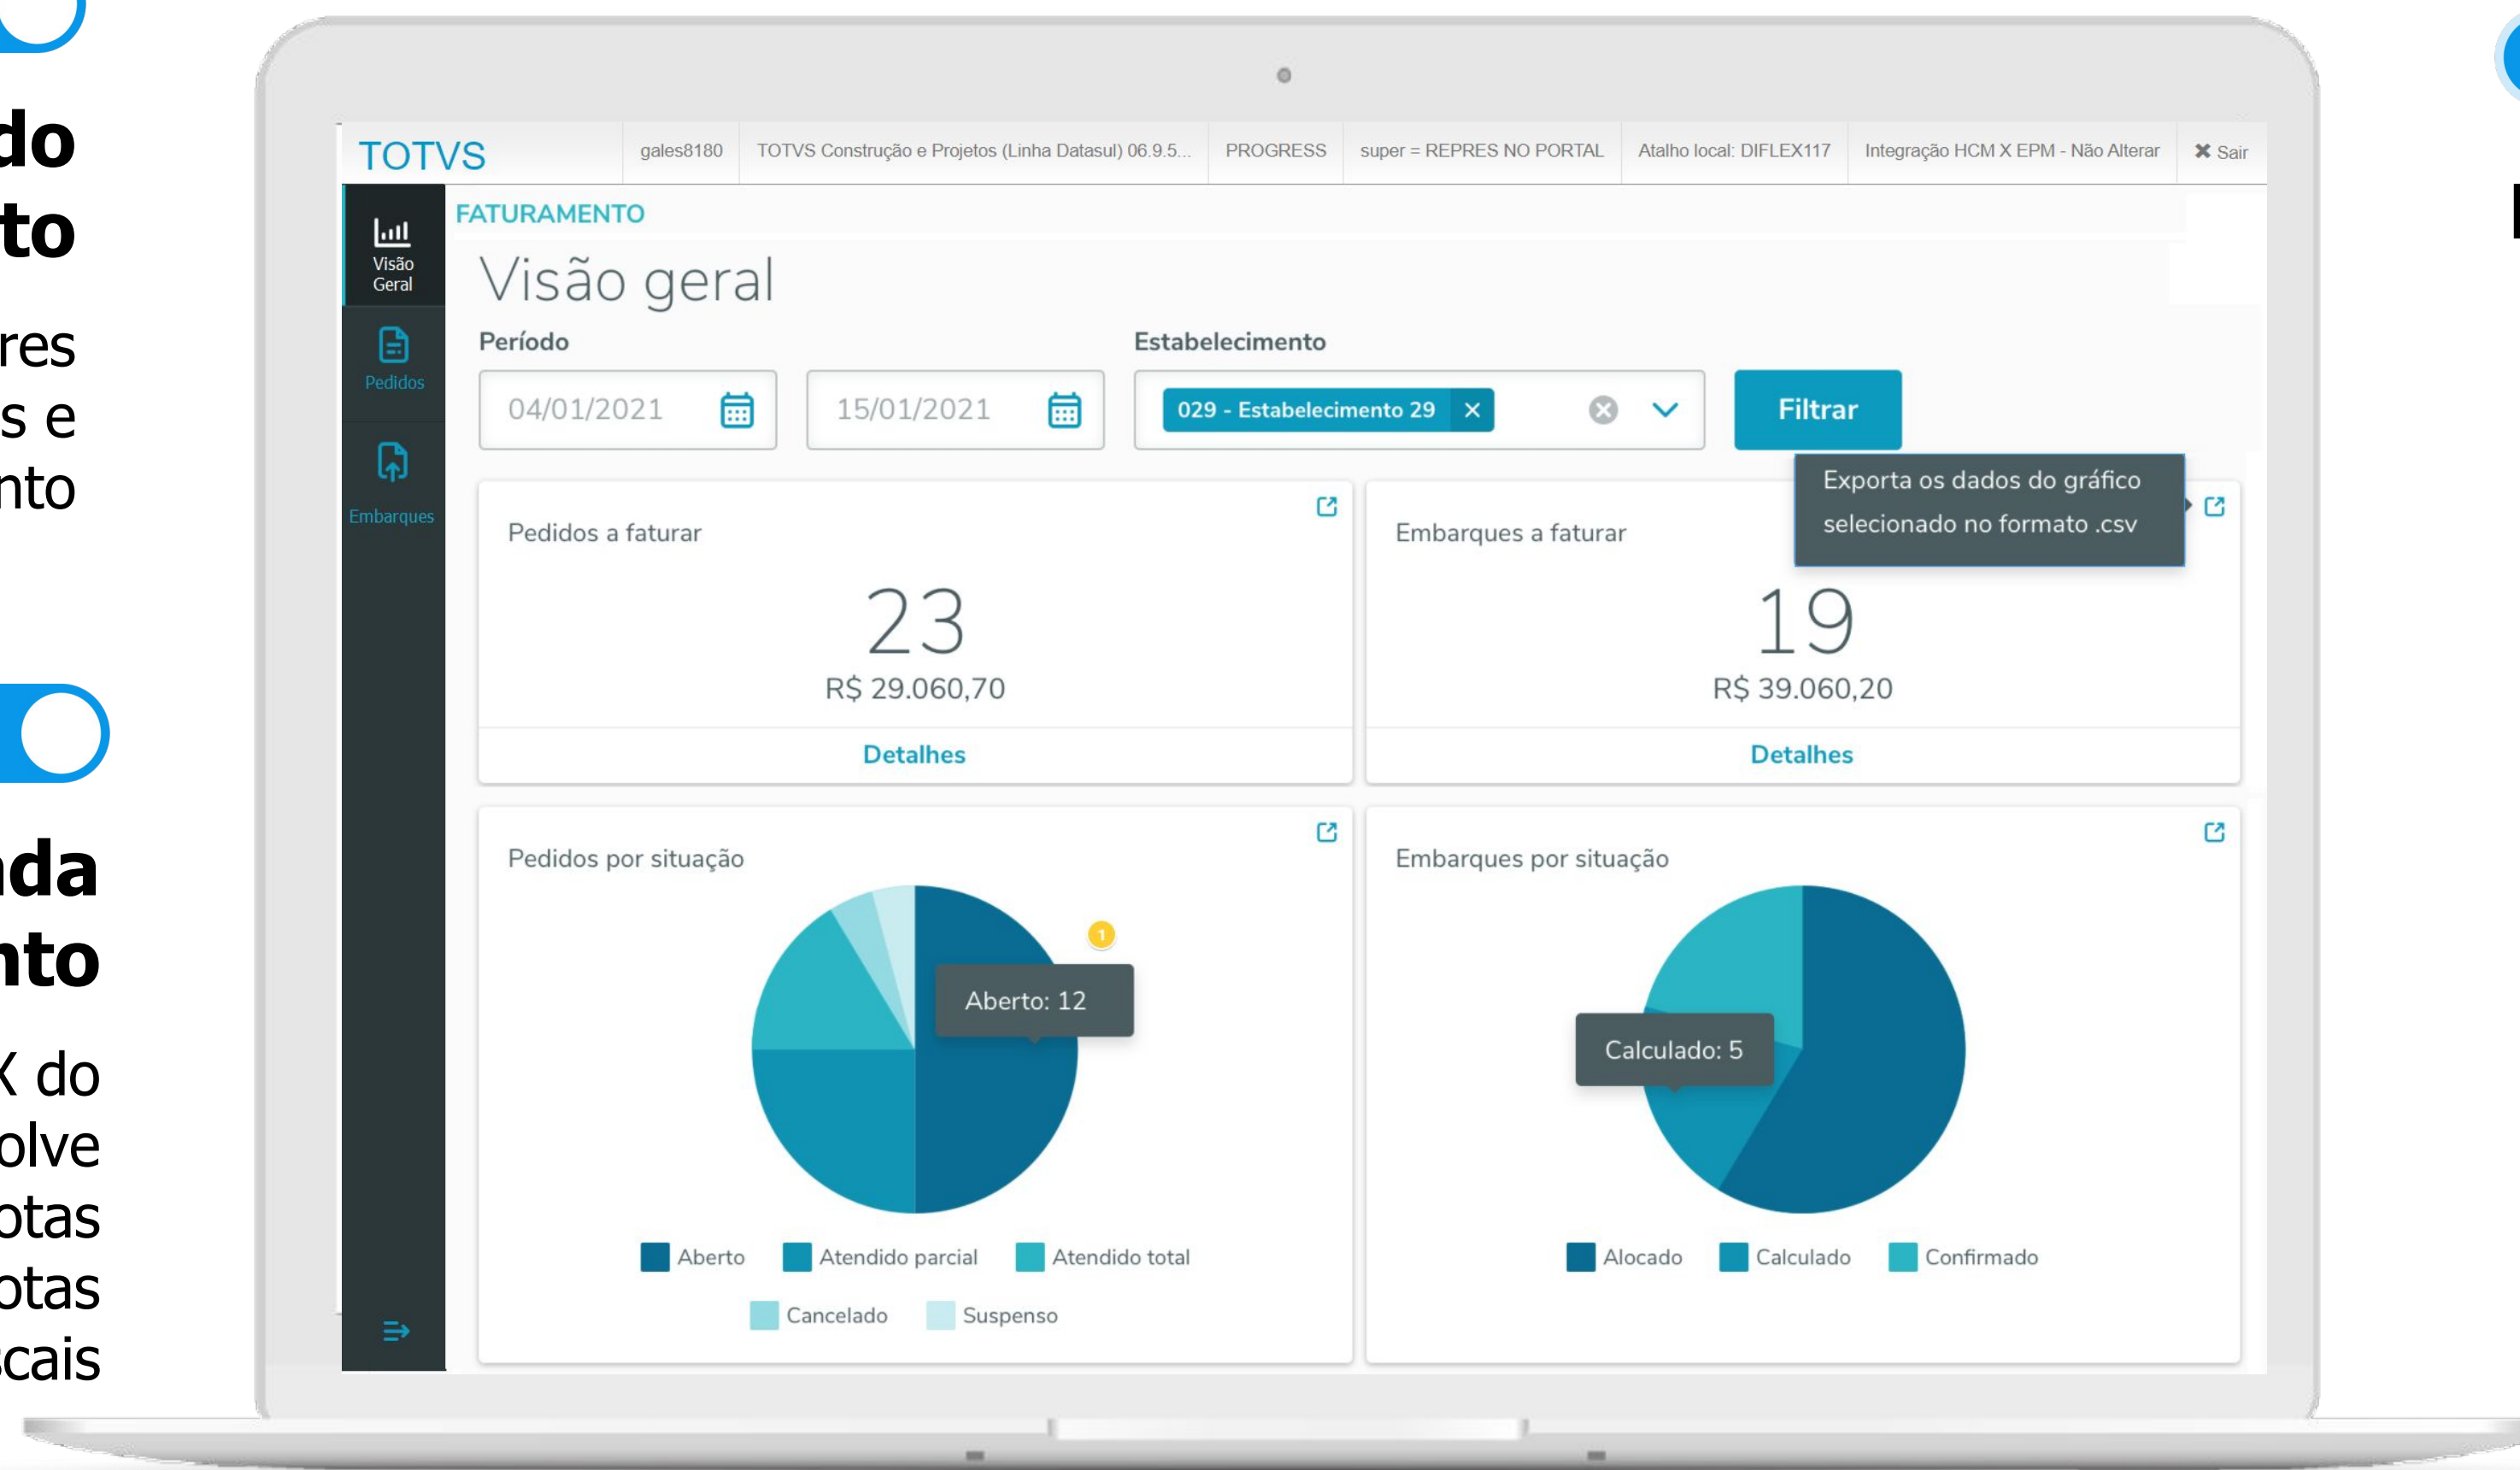 do
to
res
s e
nto
nda
nto
X do
olve
otas
otas
scais
TOTVS
gales8180
TOTVS Construção e Projetos (Linha Datasul) 06.9.5...
PROGRESS
super = REPRES NO PORTAL
Atalho local: DIFLEX117
Integração HCM X EPM - Não Alterar
✖ Sair
Visão
Geral
Pedidos
Embarques
FATURAMENTO
Visão geral
Período
Estabelecimento
04/01/2021
15/01/2021
029 - Estabelecimento 29 ×
Filtrar
Exporta os dados do gráfico
selecionado no formato .csv
Pedidos a faturar
23
R$ 29.060,70
Detalhes
Embarques a faturar
19
R$ 39.060,20
Detalhes
Pedidos por situação
1
Aberto: 12
Aberto
Atendido parcial
Atendido total
Cancelado
Suspenso
Embarques por situação
Calculado: 5
Alocado
Calculado
Confirmado